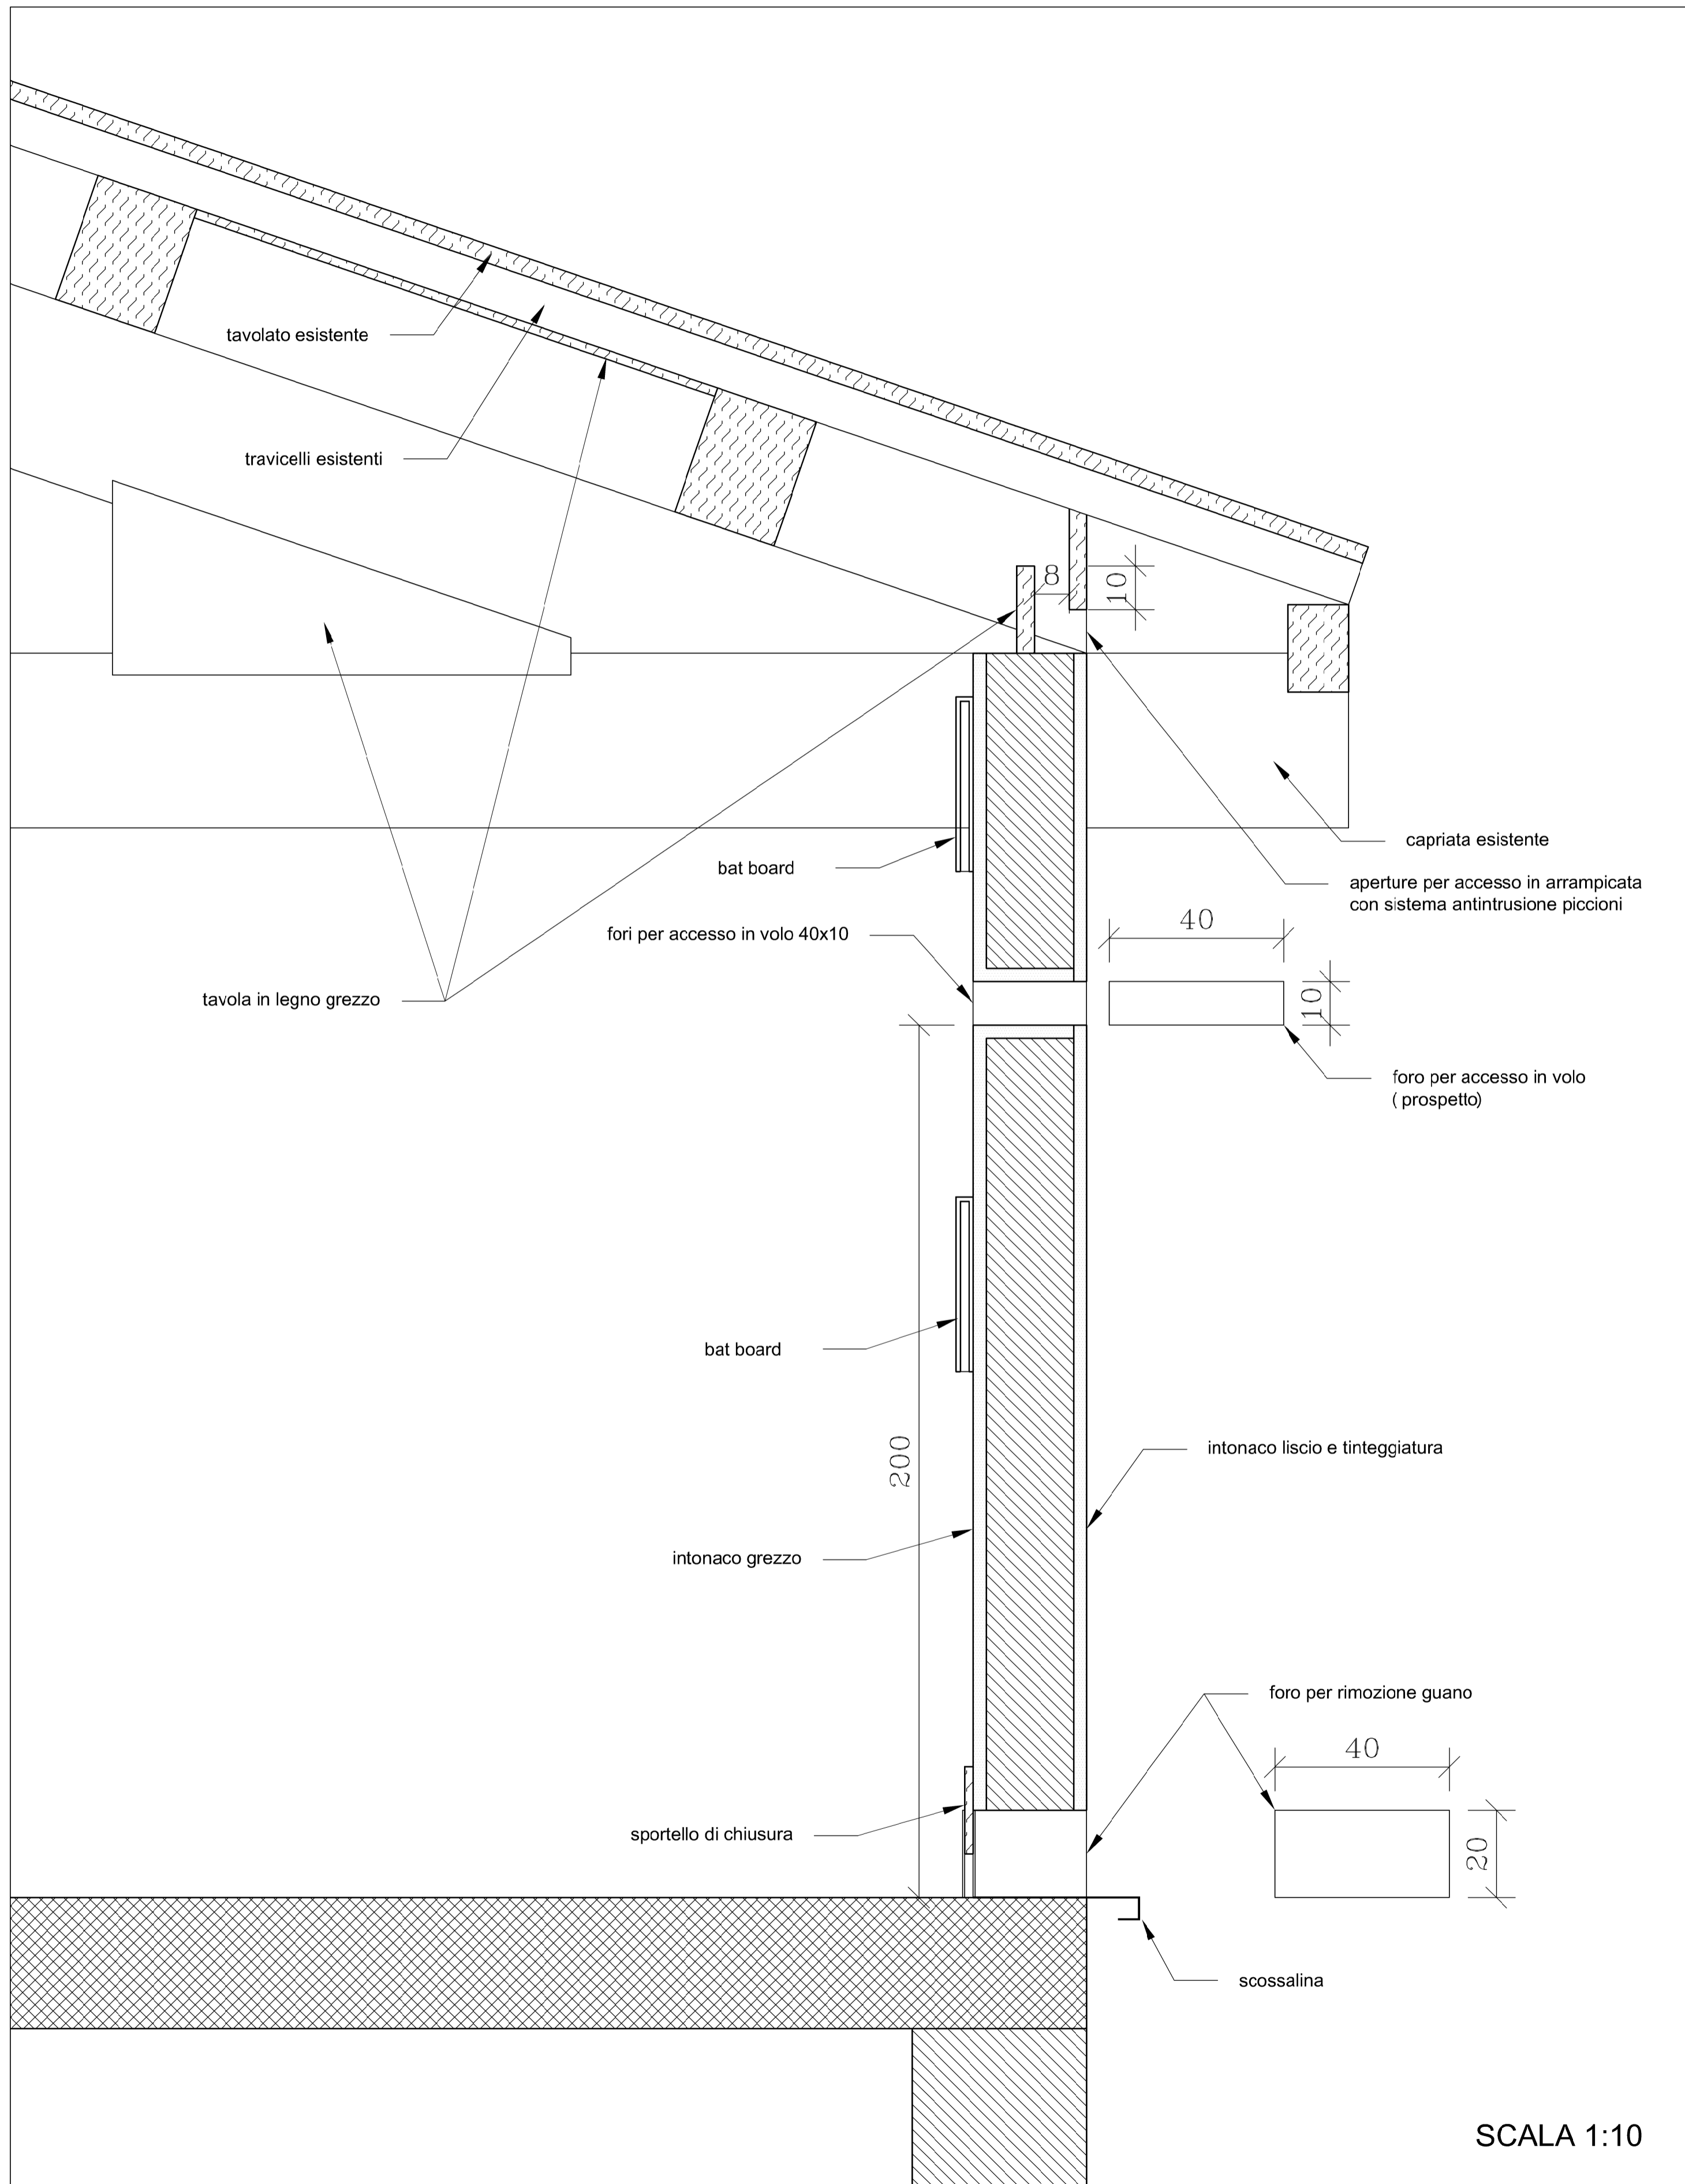 tavolato esistente
travicelli esistenti
8
10
capriata esistente
bat board
aperture per accesso in arrampicata
con sistema antintrusione piccioni
40
fori per accesso in volo 40x10
tavola in legno grezzo
10
foro per accesso in volo
( prospetto)
bat board
200
intonaco liscio e tinteggiatura
intonaco grezzo
foro per rimozione guano
40
sportello di chiusura
20
scossalina
SCALA 1:10